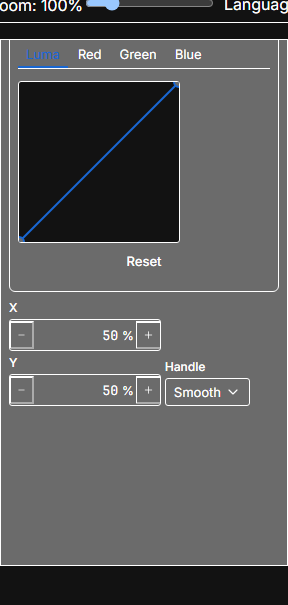 oom: 100% Languag
Luma Red Green Blue
Reset
X
- 50 % +
Y
- 50 % +
Handle
Smooth